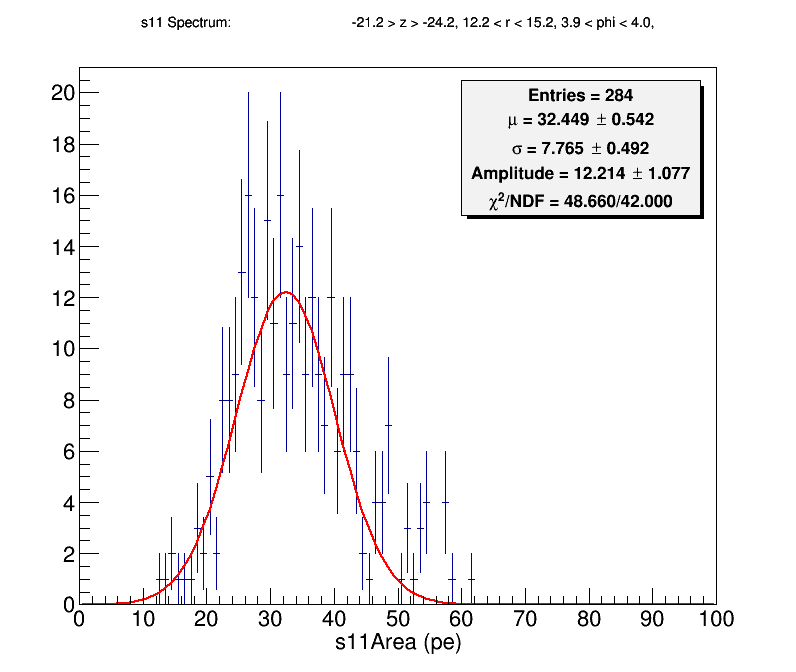 s11 Spectrum: -21.2 > z > -24.2, 12.2 < r < 15.2, 3.9 < phi < 4.0,
Entries = 284
μ = 32.449 ± 0.542
σ = 7.765 ± 0.492
Amplitude = 12.214 ± 1.077
χ²/NDF = 48.660/42.000
20
18
16
14
12
10
8
6
4
2
0
0 10 20 30 40 50 60 70 80 90 100
s11Area (pe)